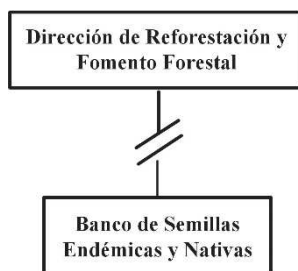 Dirección de Reforestación y
Fomento Forestal
Banco de Semillas
Endémicas y Nativas